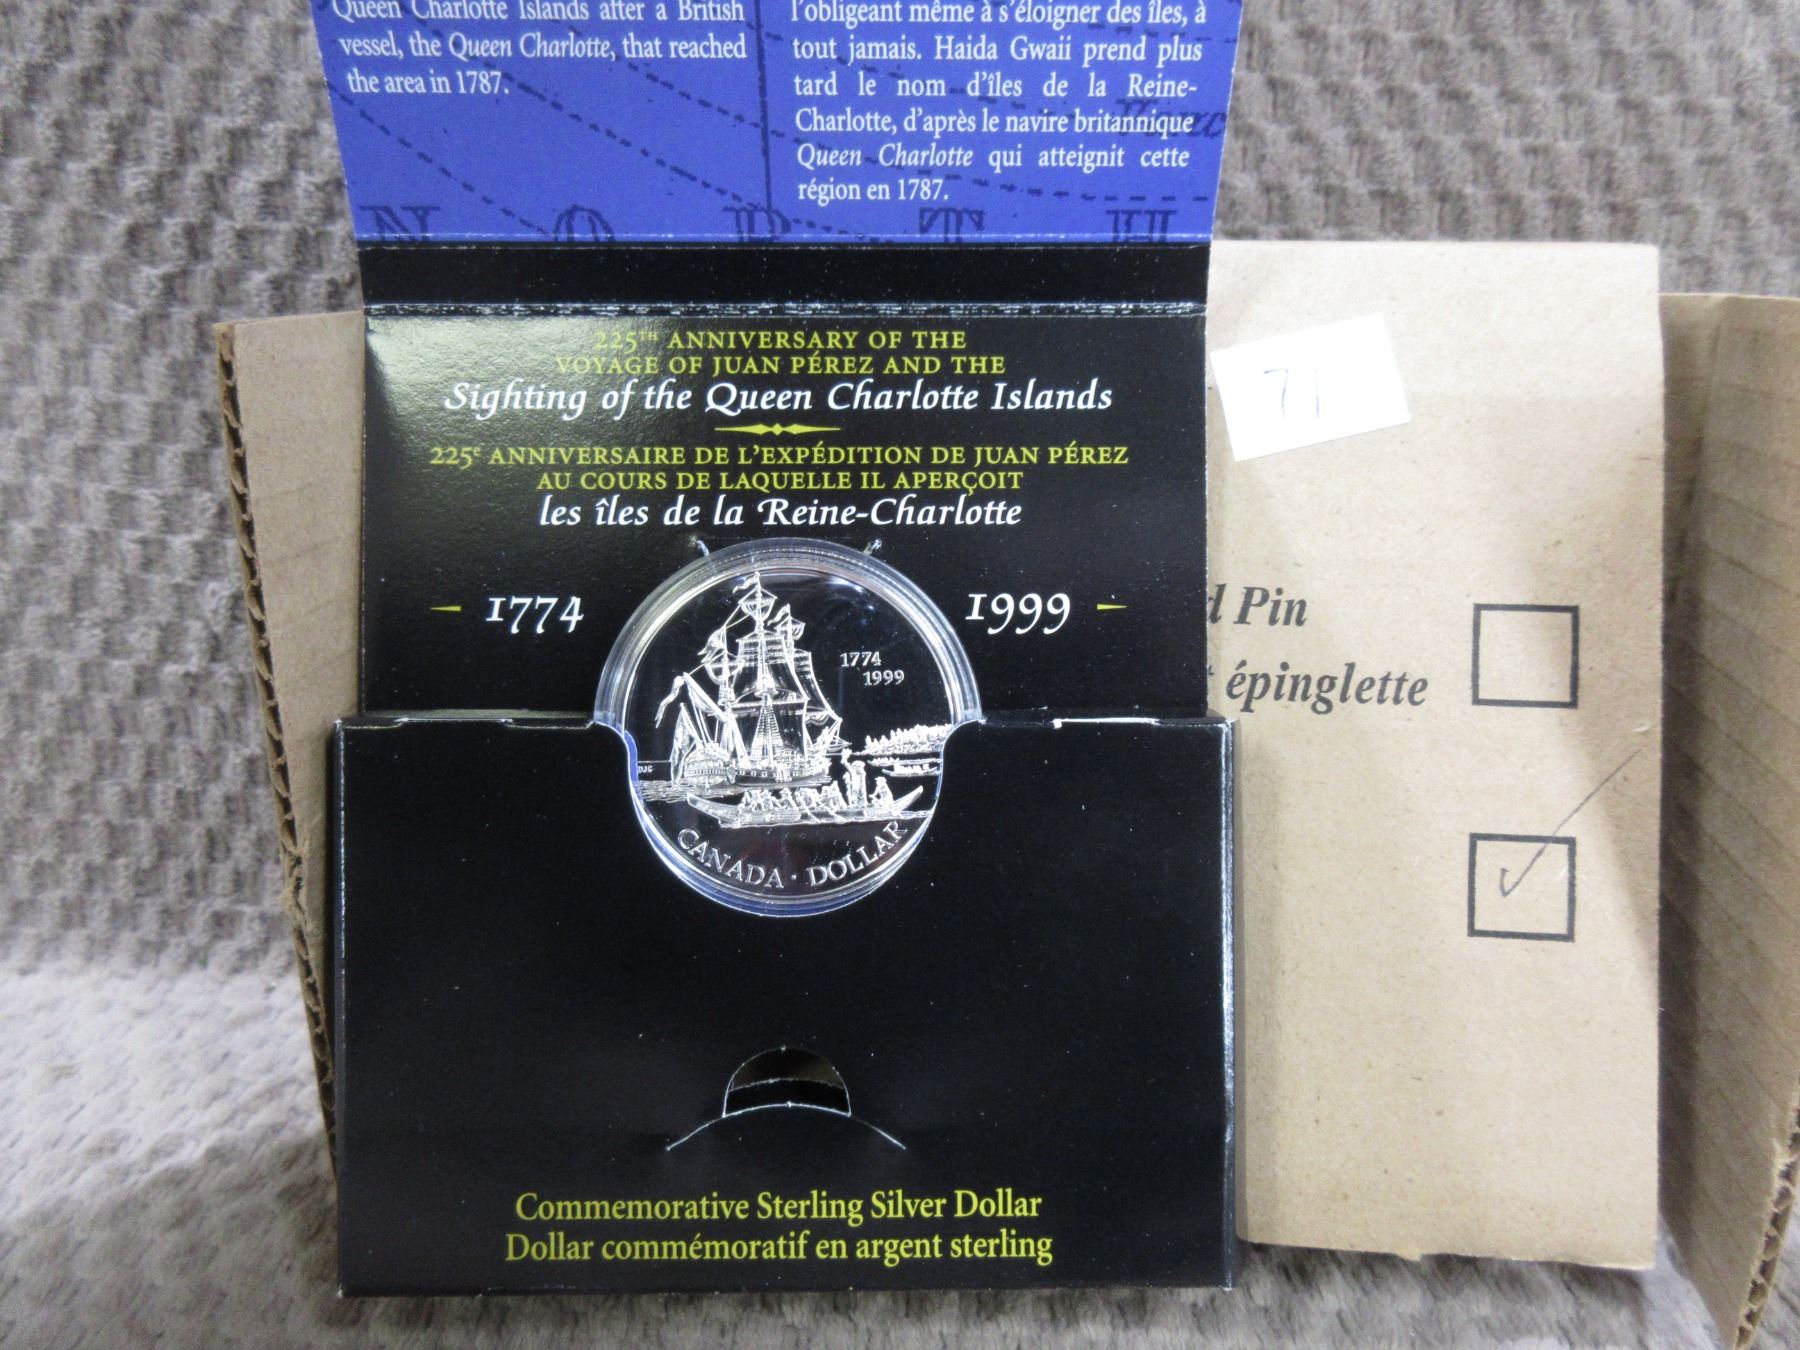 Queen Charlotte Islands after a British
vessel, the Queen Charlotte, that reached
the area in 1787.
l'obligeant même à s'éloigner des îles, à
tout jamais. Haida Gwaii prend plus
tard le nom d'îles de la Reine-
Charlotte, d'après le navire britannique
Queen Charlotte qui atteignit cette
région en 1787.
NORTH
225TH ANNIVERSARY OF THE
VOYAGE OF JUAN PÉREZ AND THE
Sighting of the Queen Charlotte Islands
225e ANNIVERSAIRE DE L'EXPÉDITION DE JUAN PÉREZ
AU COURS DE LAQUELLE IL APERÇOIT
les îles de la Reine-Charlotte
1774
1999
1774
1999
CANADA · DOLLAR
Commemorative Sterling Silver Dollar
Dollar commémoratif en argent sterling
71
Pin
épinglette